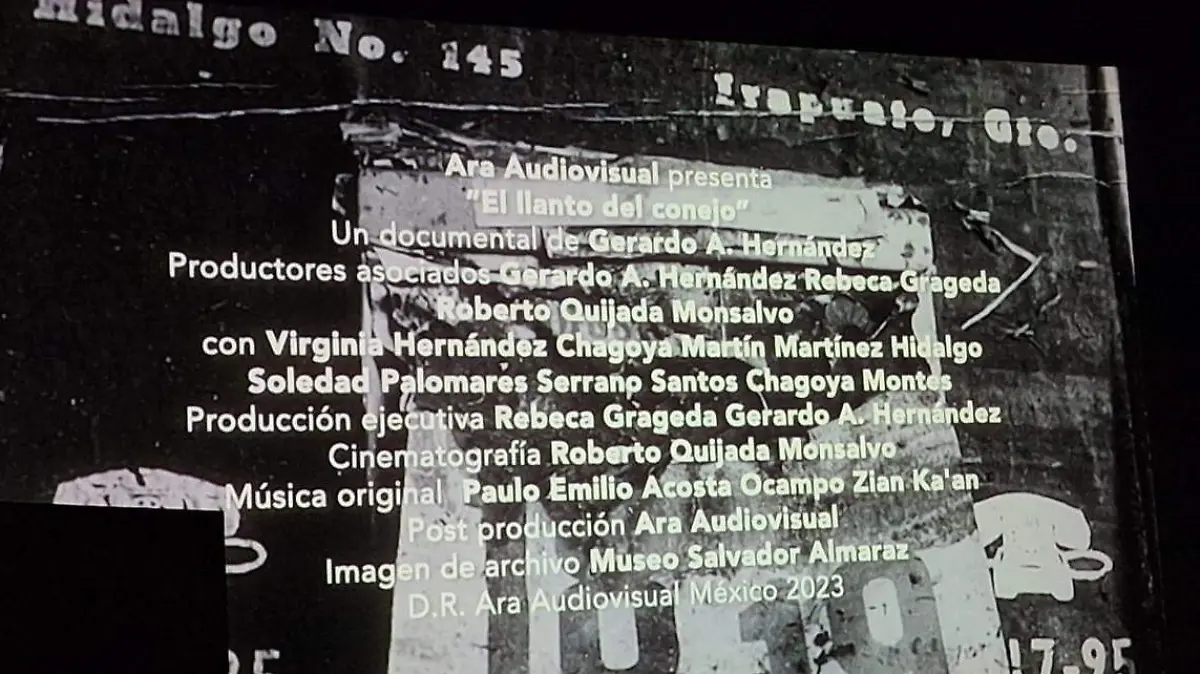 Hidalgo No. 145
Irapuato, Gto.
Ara Audiovisual presenta
"El llanto del conejo"
Un documental de Gerardo A. Hernández
Productores asociados Gerardo A. Hernández Rebeca Grageda
Roberto Quijada Monsalvo
con Virginia Hernández Chagoya Martín Martínez Hidalgo
Soledad Palomares Serrano Santos Chagoya Montes
Producción ejecutiva Rebeca Grageda Gerardo A. Hernández
Cinematografía Roberto Quijada Monsalvo
Música original Paulo Emilio Acosta Ocampo Zian Ka'an
Post producción Ara Audiovisual
Imagen de archivo Museo Salvador Almaraz
D.R. Ara Audiovisual México 2023
17-95